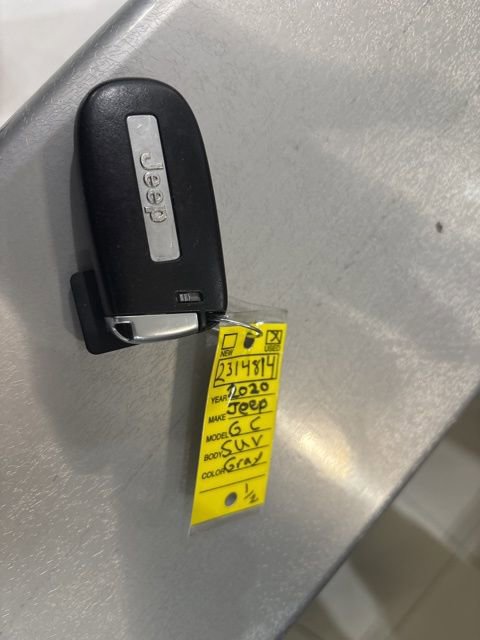 Jeep
NEW X USED
2314814
YEAR 2020
MAKE Jeep
MODEL G C
BODY SUV
COLOR Gray
1/2